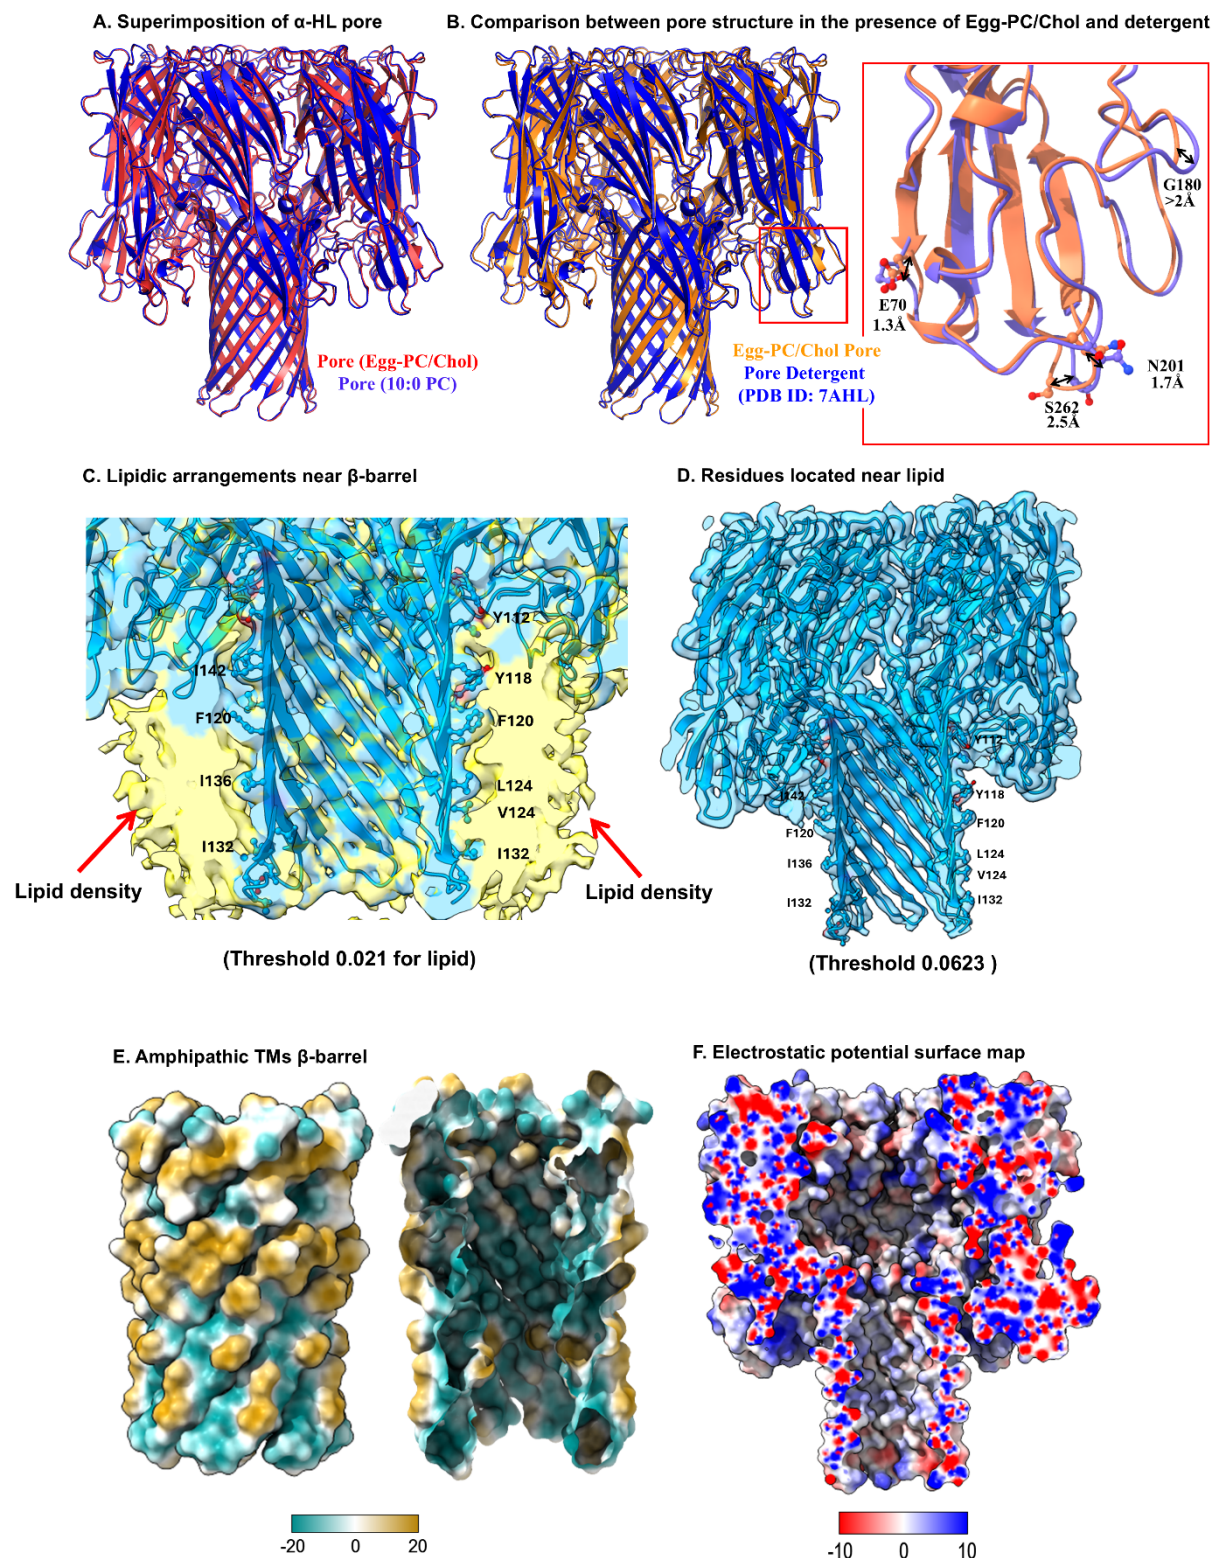 A. Superimposition of α-HL pore
B. Comparison between pore structure in the presence of Egg-PC/Chol and detergent
G180
>2Å
E70
1.3Å
N201
1.7Å
S262
2.5Å
Pore (Egg-PC/Chol)
Pore (10:0 PC)
Egg-PC/Chol Pore
Pore Detergent
(PDB ID: 7AHL)
C. Lipidic arrangements near β-barrel
Y112
I142
Y118
F120
F120
I136
L124
V124
I132
I132
Lipid density
Lipid density
(Threshold 0.021 for lipid)
D. Residues located near lipid
Y112
I142
Y118
F120
F120
I136
L124
V124
I132
I132
(Threshold 0.0623 )
E. Amphipathic TMs β-barrel
-20
0
20
F. Electrostatic potential surface map
-10
0
10